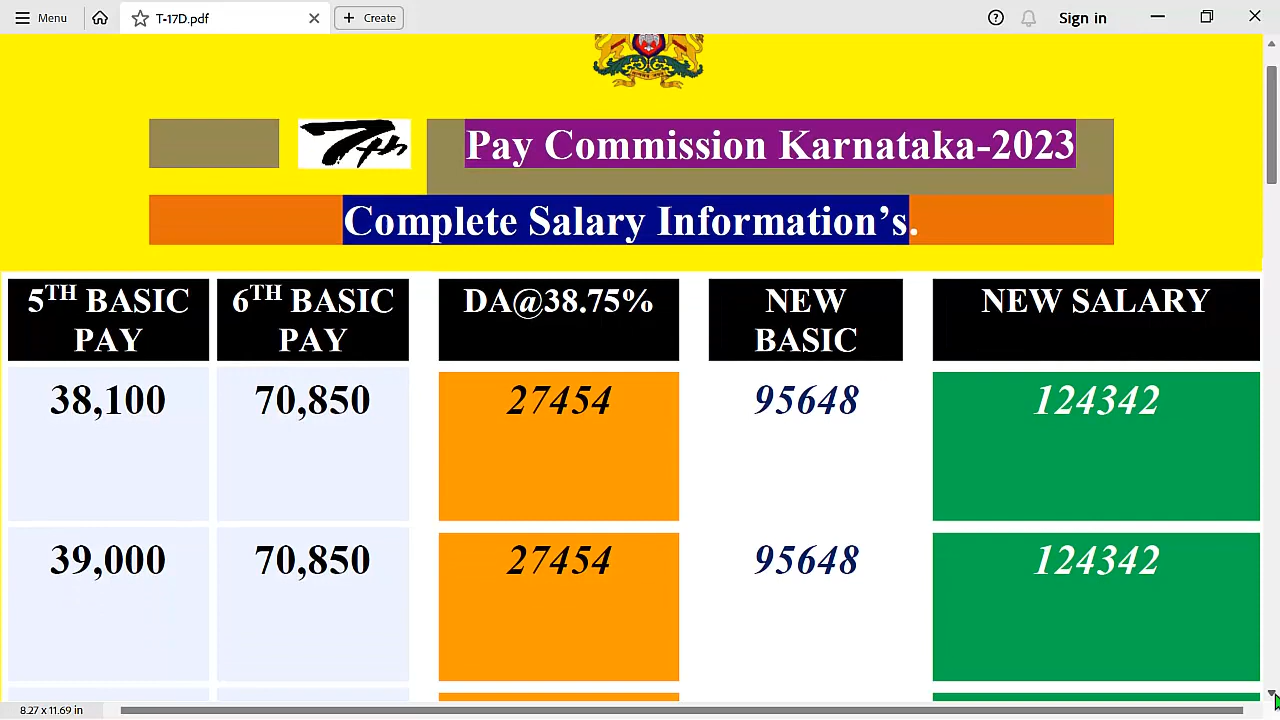 Menu
T-17D.pdf
Create
Sign in
7th Pay Commission Karnataka-2023
Complete Salary Information’s.
5TH BASIC PAY 6TH BASIC PAY DA@38.75% NEW BASIC NEW SALARY
38,100 70,850 27454 95648 124342
39,000 70,850 27454 95648 124342
8.27 x 11.69 in